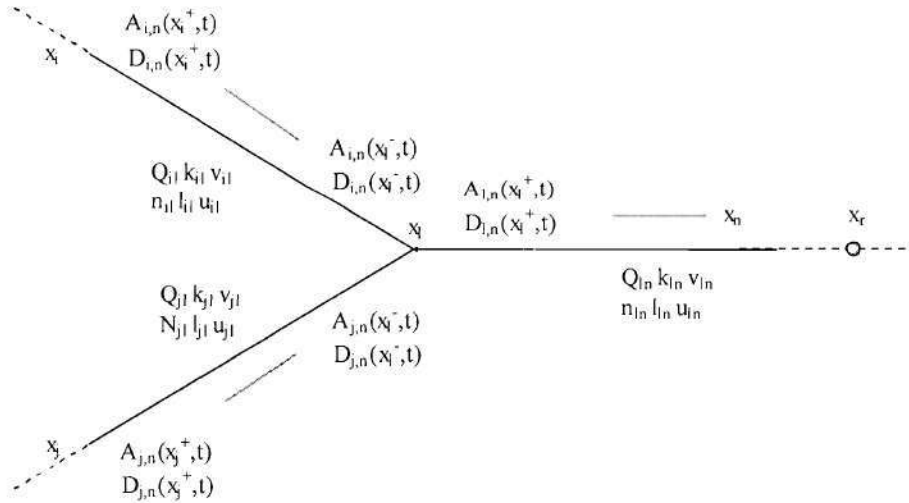 A_{i,n}(x_i^+,t)
D_{i,n}(x_i^+,t)
x_i
A_{i,n}(x_l^-,t)
D_{i,n}(x_l^-,t)
Q_{il} k_{il} v_{il}
n_{il} l_{il} u_{il}
A_{l,n}(x_l^+,t)
D_{l,n}(x_l^+,t)
x_l
x_n
x_r
Q_{jl} k_{jl} v_{jl}
N_{jl} l_{jl} u_{jl}
Q_{ln} k_{ln} v_{ln}
n_{ln} l_{ln} u_{ln}
A_{j,n}(x_l^-,t)
D_{j,n}(x_l^-,t)
x_j
A_{j,n}(x_j^+,t)
D_{j,n}(x_j^+,t)